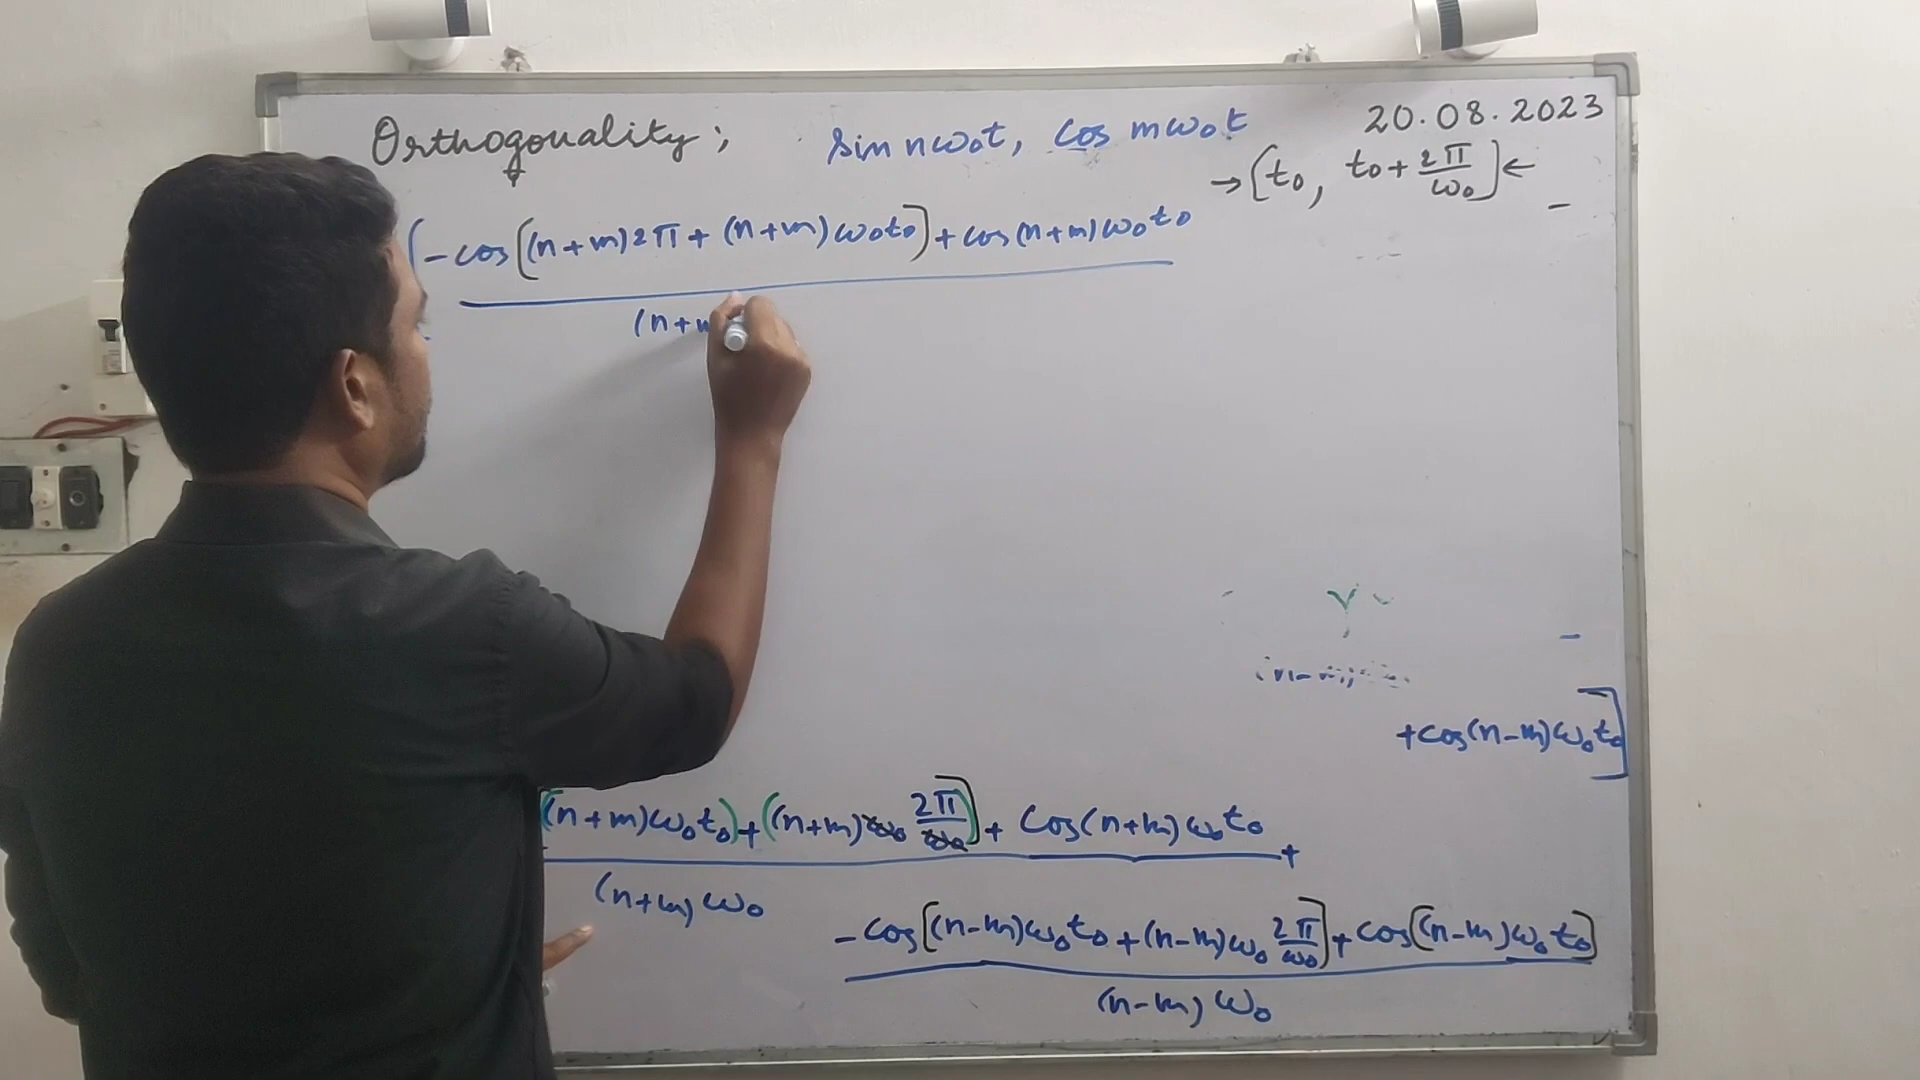 Orthogonality; sin nω₀t, cos mω₀t
20.08.2023
→[t₀, t₀ + 2π/ω₀]←
(-cos[(n+m)2π + (n+m)ω₀t₀] + cos(n+m)ω₀t₀
(n+m
+cos(n-m)ω₀t₀]
(n+m)ω₀t₀) + ((n+m)ω₀ 2π/ω₀)] + cos(n+m)ω₀t₀ +
(n+m)ω₀
-cos[(n-m)ω₀t₀ + (n-m)ω₀ 2π/ω₀] + cos[(n-m)ω₀t₀]
(n-m)ω₀